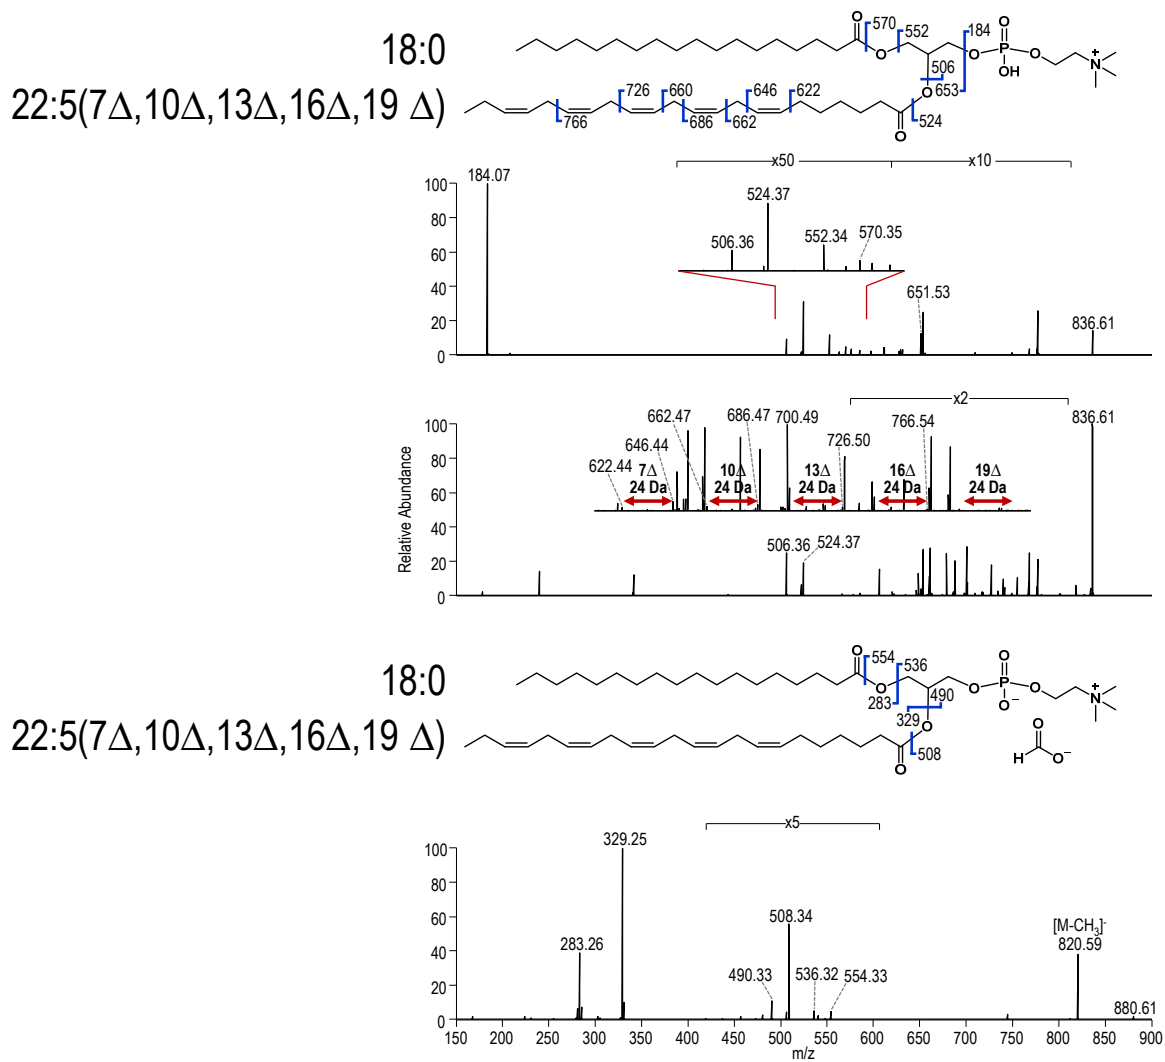 18:0
22:5(7Δ,10Δ,13Δ,16Δ,19 Δ)
O
570
552
184
O
O
O
P
O
N
+
OH
506
O
653
726
660
646
622
766
686
662
524
O
x50
x10
184.07
100
80
60
40
20
0
524.37
506.36
552.34
570.35
651.53
836.61
x2
Relative Abundance
100
80
60
40
20
0
662.47
686.47
700.49
726.50
766.54
836.61
646.44
622.44
7Δ
24 Da
10Δ
24 Da
13Δ
24 Da
16Δ
24 Da
19Δ
24 Da
506.36
524.37
18:0
22:5(7Δ,10Δ,13Δ,16Δ,19 Δ)
O
554
536
O
O
283
490
O
P
O
N
+
O−
329
O
508
O
O
H
O−
x5
100
80
60
40
20
0
329.25
283.26
508.34
490.33
536.32
554.33
[M-CH3]-
820.59
880.61
150 200 250 300 350 400 450 500 550 600 650 700 750 800 850 900
m/z